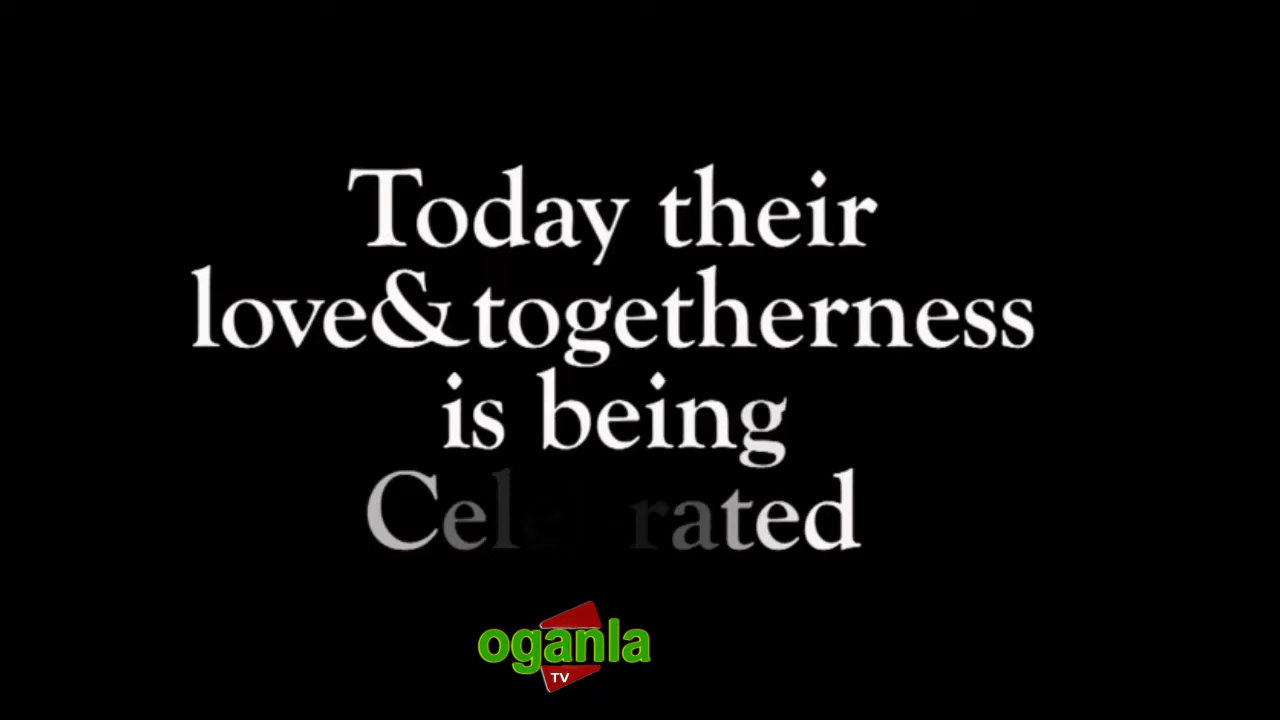 Today their
love&togetherness
is being
Celebrated
oganla
TV